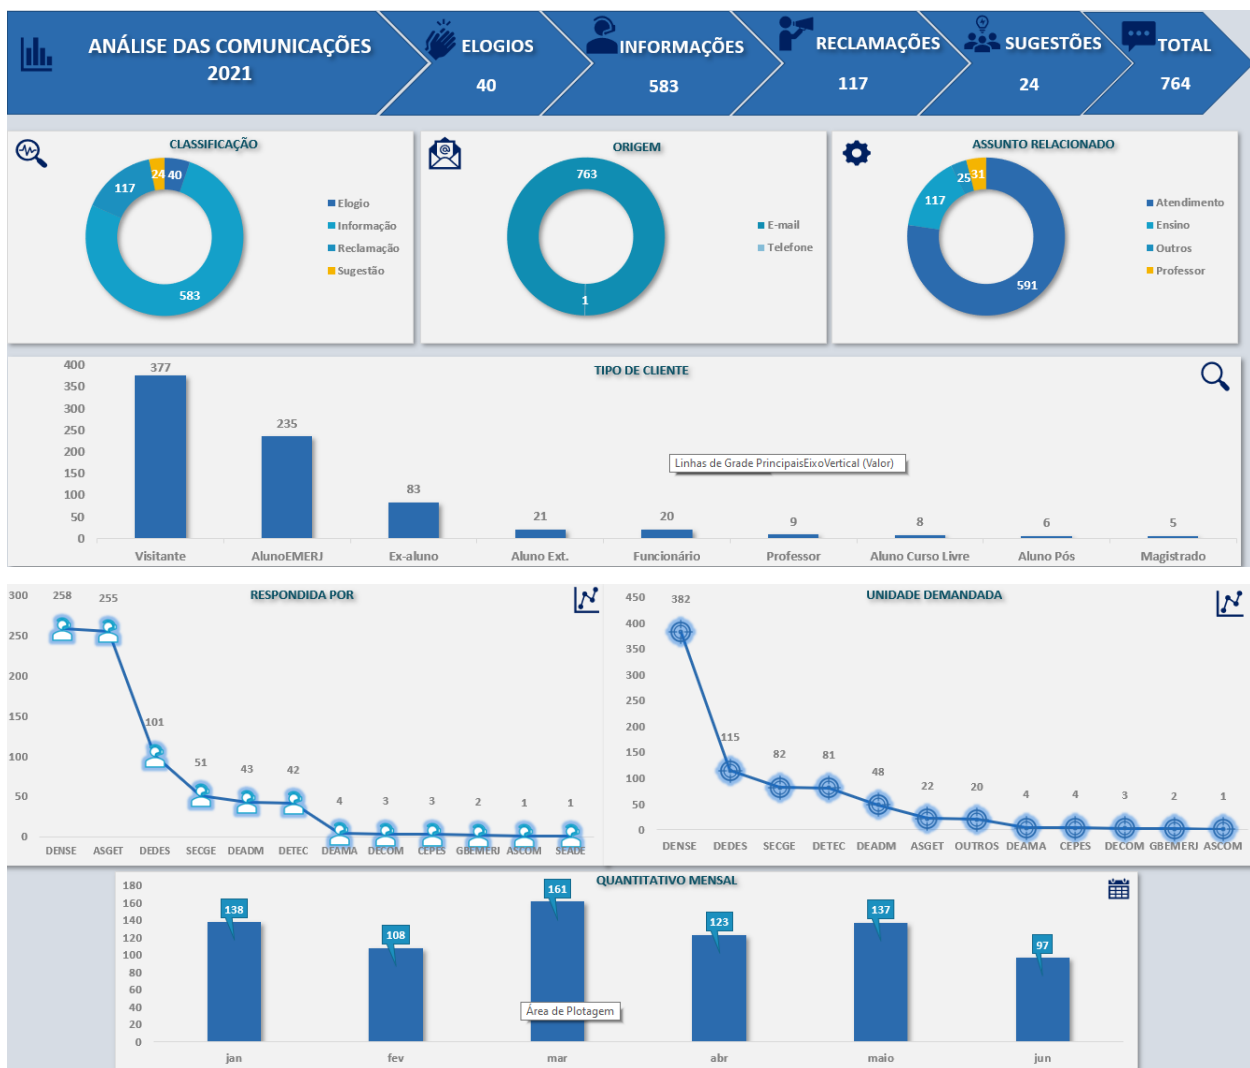 ANÁLISE DAS COMUNICAÇÕES
2021
ELOGIOS
40
INFORMAÇÕES
583
RECLAMAÇÕES
117
SUGESTÕES
24
TOTAL
764
CLASSIFICAÇÃO
117
24
40
583
Elogio
Informação
Reclamação
Sugestão
ORIGEM
763
1
E-mail
Telefone
ASSUNTO RELACIONADO
117
25
31
591
Atendimento
Ensino
Outros
Professor
TIPO DE CLIENTE
400
350
300
250
200
150
100
50
0
377
235
83
21
20
9
8
6
5
Linhas de Grade PrincipaisEixoVertical (Valor)
Visitante
AlunoEMERJ
Ex-aluno
Aluno Ext.
Funcionário
Professor
Aluno Curso Livre
Aluno Pós
Magistrado
RESPONDIDA POR
300
250
200
150
100
50
0
258
255
101
51
43
42
4
3
3
2
1
1
DENSE
ASGET
DEDES
SECGE
DEADM
DETEC
DEAMA
DECOM
CEPES
GBEMERJ
ASCOM
SEADE
UNIDADE DEMANDADA
450
400
350
300
250
200
150
100
50
0
382
115
82
81
48
22
20
4
4
3
2
1
DENSE
DEDES
SECGE
DETEC
DEADM
ASGET
OUTROS
DEAMA
CEPES
DECOM
GBEMERJ
ASCOM
QUANTITATIVO MENSAL
180
160
140
120
100
80
60
40
20
0
138
108
161
123
137
97
Área de Plotagem
jan
fev
mar
abr
maio
jun